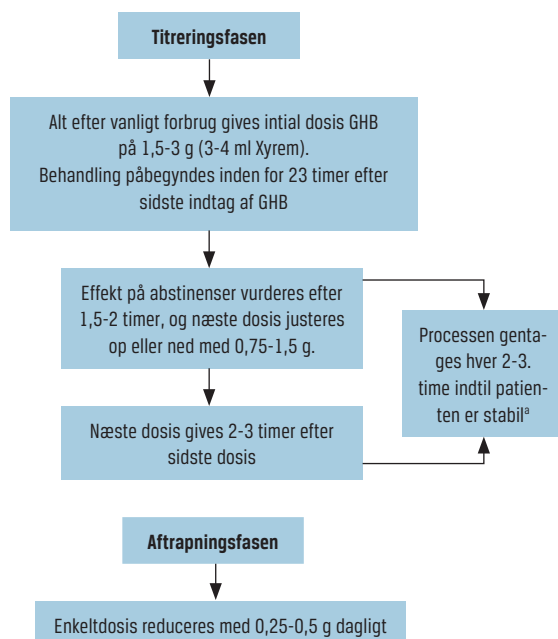 Titreringsfasen
Alt efter vanligt forbrug gives intial dosis GHB
på 1,5-3 g (3-4 ml Xyrem).
Behandling påbegyndes inden for 23 timer efter
sidste indtag af GHB
Effekt på abstinenser vurderes efter
1,5-2 timer, og næste dosis justeres
op eller ned med 0,75-1,5 g.
Processen genta-
ges hver 2-3.
time indtil patien-
ten er stabilᵃ
Næste dosis gives 2-3 timer efter
sidste dosis
Aftrapningsfasen
Enkeltdosis reduceres med 0,25-0,5 g dagligt